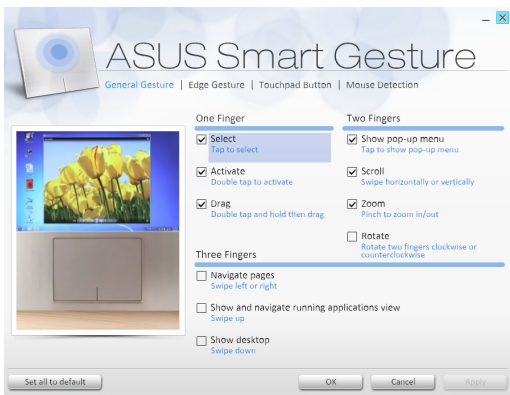 ASUS Smart Gesture
General Gesture | Edge Gesture | Touchpad Button | Mouse Detection
One Finger
Select
Tap to select
Activate
Double tap to activate
Drag
Double tap and hold then drag
Two Fingers
Show pop-up menu
Tap to show pop-up menu
Scroll
Swipe horizontally or vertically
Zoom
Pinch to zoom in/out
Rotate
Rotate two fingers clockwise or
counterclockwise
Three Fingers
Navigate pages
Swipe left or right
Show and navigate running applications view
Swipe up
Show desktop
Swipe down
Set all to default
OK
Cancel
Apply